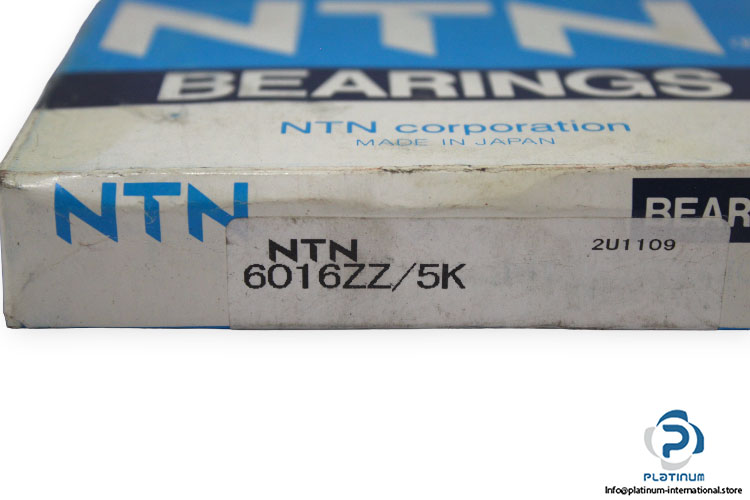 NTN
BEARINGS
NTN corporation
MADE IN JAPAN
NTN
BEAR
NTN
2U1109
6016ZZ/5K
PLATINUM
Info@platinum-international.store